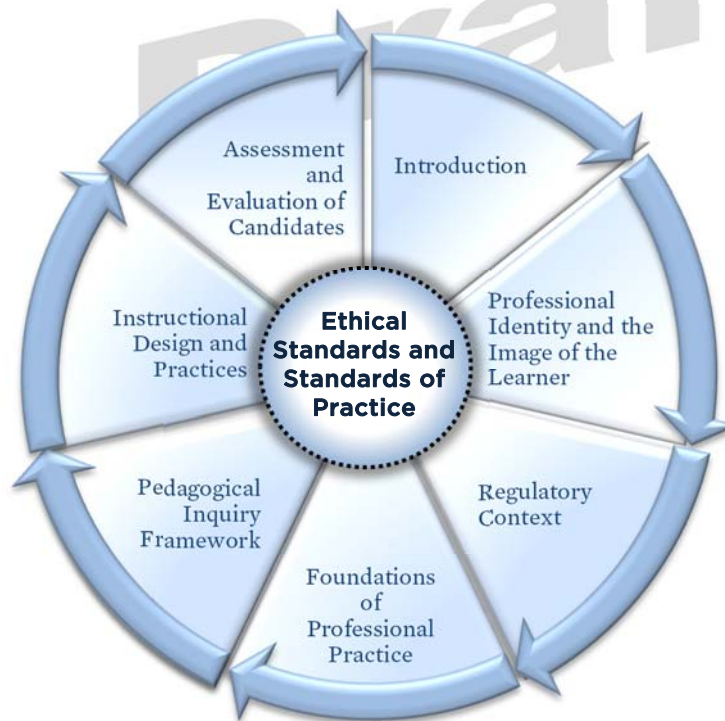 Draft
Introduction
Professional
Identity and the
Image of the
Learner
Regulatory
Context
Foundations
of
Professional
Practice
Pedagogical
Inquiry
Framework
Instructional
Design and
Practices
Assessment
and
Evaluation of
Candidates
Ethical
Standards and
Standards of
Practice